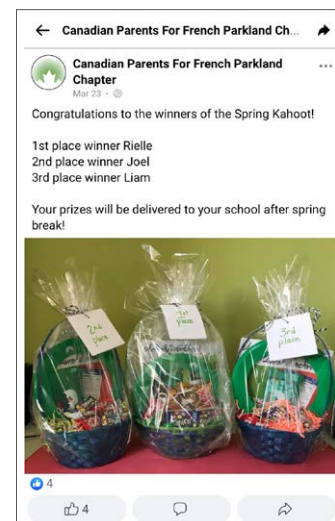 Canadian Parents For French Parkland Ch...
Canadian Parents For French Parkland
Chapter
Mar 23
Congratulations to the winners of the Spring Kahoot!
1st place winner Rielle
2nd place winner Joel
3rd place winner Liam
Your prizes will be delivered to your school after spring
break!
2nd
place
1st
place
3rd
place
4
4